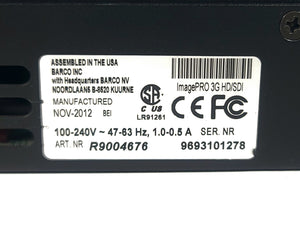 ASSEMBLED IN THE USA
BARCO INC
with Headquarters BARCO NV
NOORDLAAN5 B-8520 KUURNE
MANUFACTURED
NOV-2012 BEI
CE
SA
C US
LR91261
ImagePRO 3G HD/SDI
100-240V ~ 47-63 Hz, 1.0-0.5 A SER. NR
ART. NR R9004676 9693101278